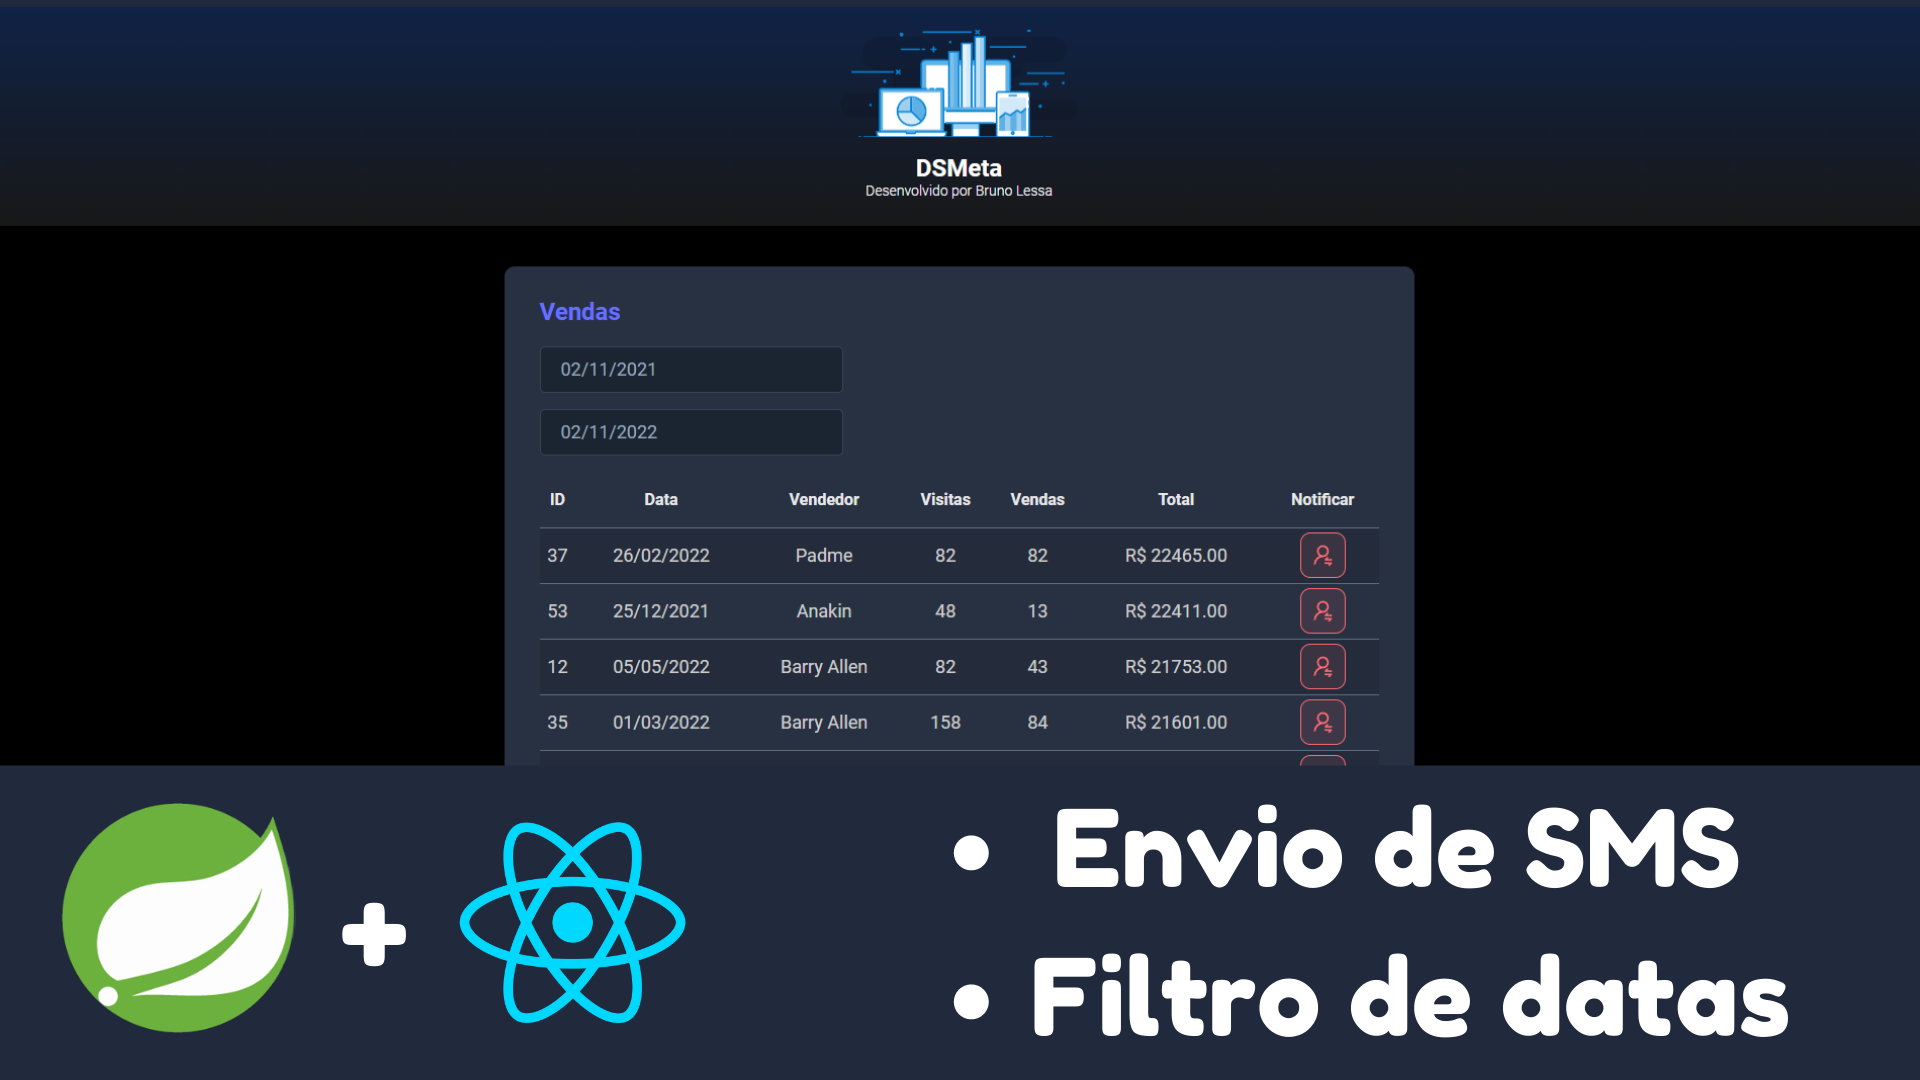 DSMeta
Desenvolvido por Bruno Lessa
Vendas
02/11/2021
02/11/2022
ID Data Vendedor Visitas Vendas Total Notificar
37 26/02/2022 Padme 82 82 R$ 22465.00
53 25/12/2021 Anakin 48 13 R$ 22411.00
12 05/05/2022 Barry Allen 82 43 R$ 21753.00
35 01/03/2022 Barry Allen 158 84 R$ 21601.00
+
• Envio de SMS
• Filtro de datas